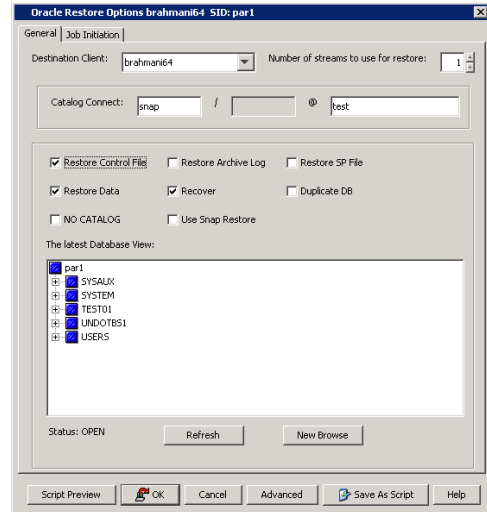 Oracle Restore Options brahmani64 SID: par1
General Job Initiation
Destination Client: brahmani64 Number of streams to use for restore: 1
Catalog Connect: snap / @ test
Restore Control File Restore Archive Log Restore SP File
Restore Data Recover Duplicate DB
NO CATALOG Use Snap Restore
The latest Database View:
par1
SYSAUX
SYSTEM
TEST01
UNDOTBS1
USERS
Status: OPEN Refresh New Browse
Script Preview OK Cancel Advanced Save As Script Help